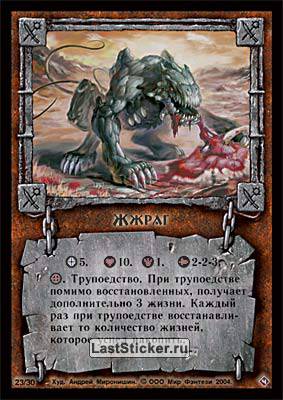 ЖЖРАГ
5. 10. 1. 2-2-3
. Трупоедство. При трупоедстве
помимо восстановленных, получает
дополнительно 3 жизни. Каждый
раз при трупоедстве восстанавли-
вает то количество жизней,
которое
LastSticker.ru
23/30 Худ. Андрей Миронишин. © ООО Мир Фэнтези 2004.